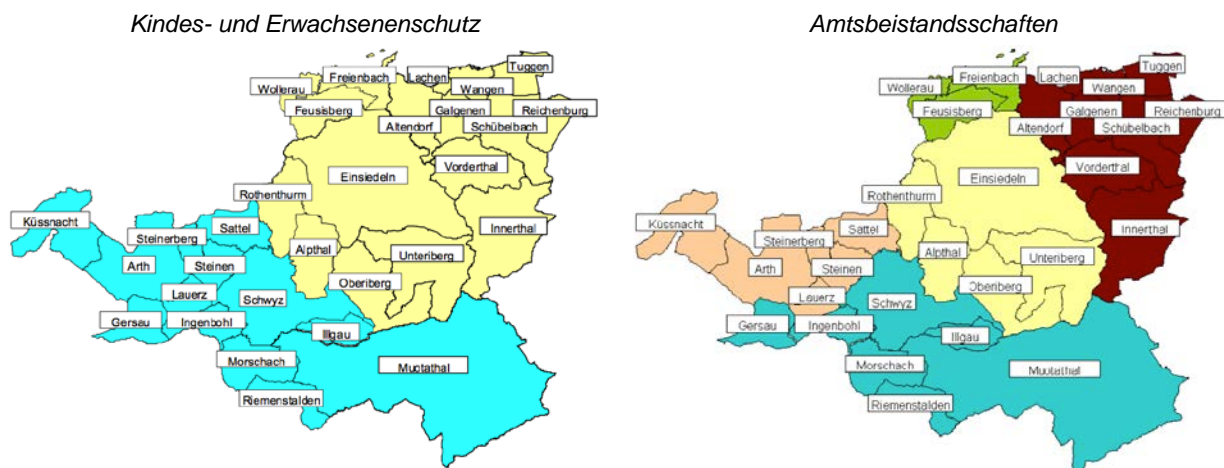 Kindes- und Erwachsenenschutz
Tuggen
Freienbach
Lachen
Wollerau
Wangen
Feusisberg
Galgenen
Reichenburg
Altendorf
Schübelbach
Vorderthal
Einsiedeln
Rothenthurm
Küssnacht
Sattel
Innerthal
Steinerberg
Alpthal
Unteriberg
Arth
Steinen
Oberiberg
Lauerz
Schwyz
Gersau
Ingenbohl
Illgau
Morschach
Muotathal
Riemenstalden
Amtsbeistandsschaften
Tuggen
Freienbach
Lachen
Wollerau
Wangen
Feusisberg
Galgenen
Reichenburg
Altendorf
Schübelbach
Vorderthal
Einsiedeln
Rothenthurm
Küssnacht
Sattel
Innerthal
Steinerberg
Alpthal
Unteriberg
Arth
Steinen
Oberiberg
Lauerz
Schwyz
Gersau
Ingenbohl
Illgau
Morschach
Muotathal
Riemenstalden